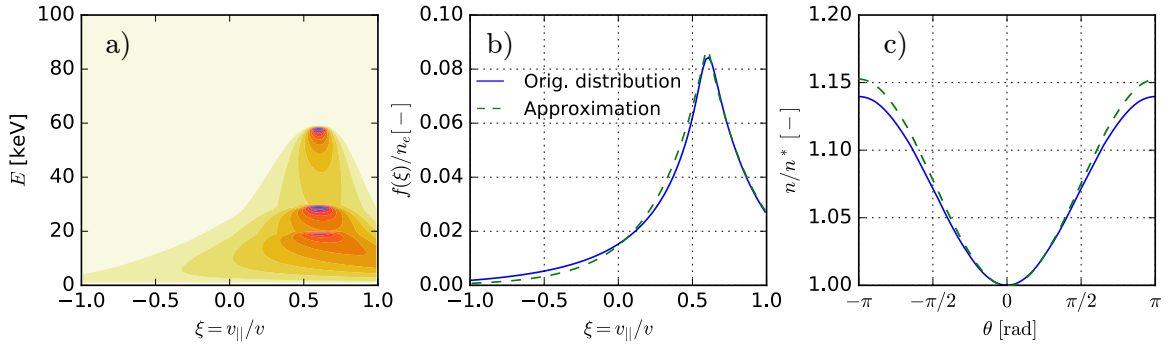 a)
E [keV]
100
80
60
40
20
0
−1.0 −0.5 0.0 0.5 1.0
ξ = v||/v
b)
f(ξ)/n_e[−]
0.10
0.08
0.06
0.04
0.02
0.00
Orig. distribution
Approximation
−1.0 −0.5 0.0 0.5 1.0
ξ = v||/v
c)
n/n* [−]
1.20
1.15
1.10
1.05
1.00
−π −π/2 0 π/2 π
θ [rad]